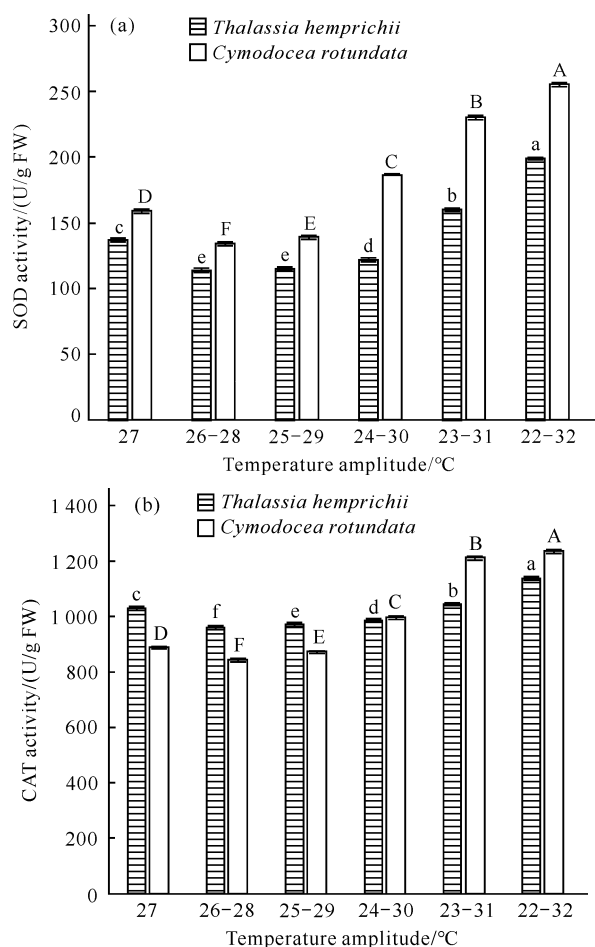 (a)
Thalassia hemprichii
Cymodocea rotundata
SOD activity/(U/g FW)
300
250
200
150
100
50
0
c D e F e E d C b B a A
27 26-28 25-29 24-30 23-31 22-32
Temperature amplitude/°C
(b)
Thalassia hemprichii
Cymodocea rotundata
CAT activity/(U/g FW)
1 400
1 200
1 000
800
600
400
200
0
c D f F e E d C b B a A
27 26-28 25-29 24-30 23-31 22-32
Temperature amplitude/°C